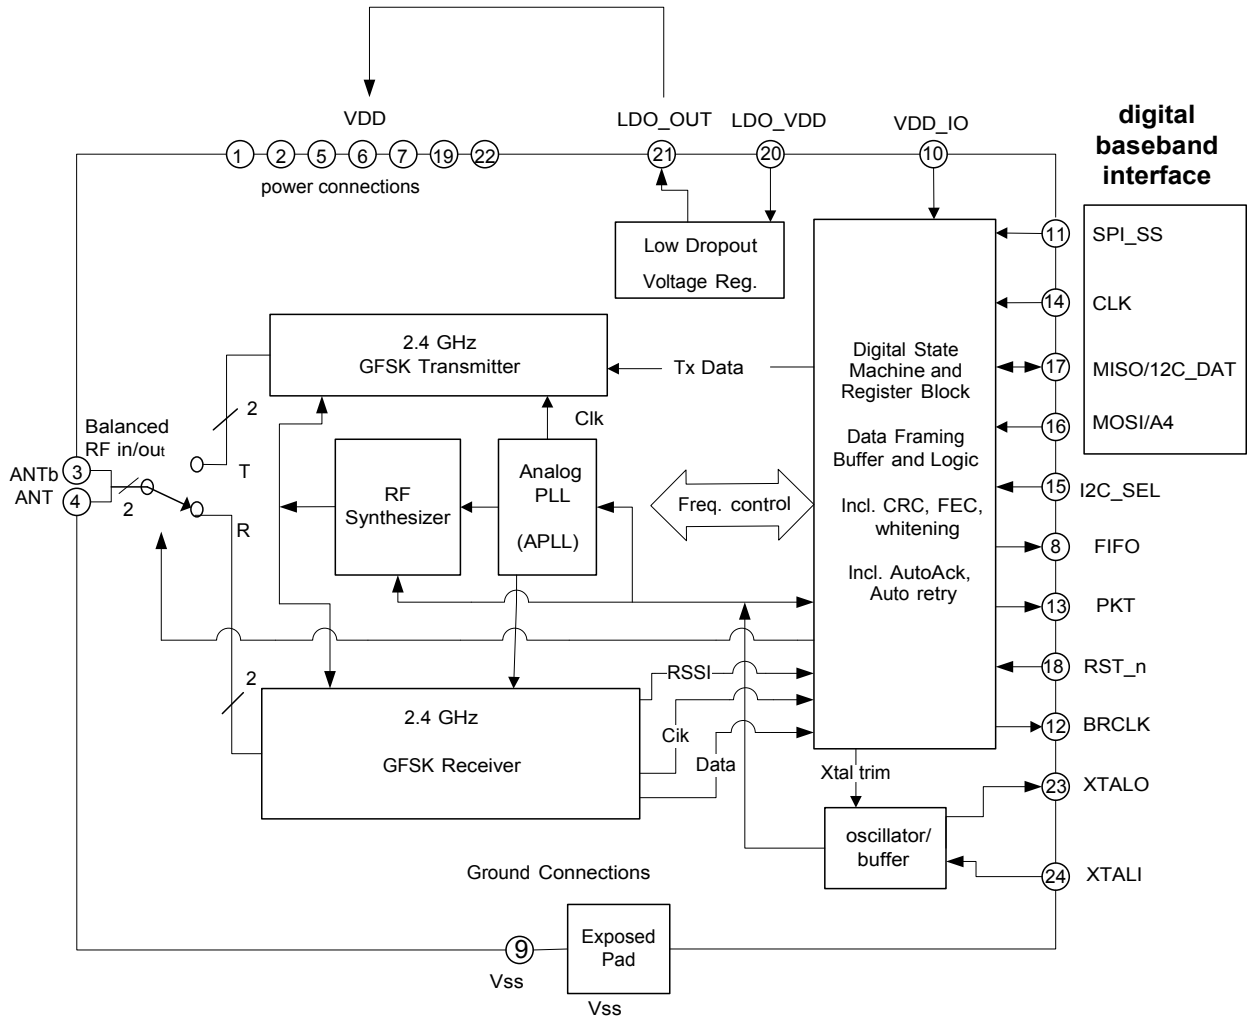 VDD
LDO_OUT
LDO_VDD
VDD_IO
digital
baseband
interface
1
2
5
6
7
19
22
21
20
10
power connections
Low Dropout
Voltage Reg.
11
SPI_SS
14
CLK
17
MISO/12C_DAT
16
MOSI/A4
15
I2C_SEL
8
FIFO
13
PKT
18
RST_n
12
BRCLK
23
XTALO
24
XTALI
2.4 GHz
GFSK Transmitter
Tx Data
Digital State
Machine and
Register Block
Data Framing
Buffer and Logic
Incl. CRC, FEC,
whitening
Incl. AutoAck,
Auto retry
2
Clk
Balanced
RF in/out
ANTb
3
ANT
4
2
T
R
RF
Synthesizer
Analog
PLL
(APLL)
Freq. control
2
RSSI
2.4 GHz
GFSK Receiver
Cik
Data
Xtal trim
oscillator/
buffer
Ground Connections
9
Vss
Exposed
Pad
Vss